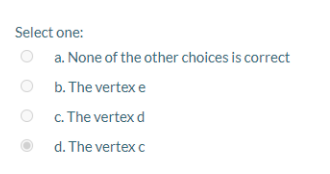 Select one:
a. None of the other choices is correct
b. The vertex e
c. The vertex d
d. The vertex c